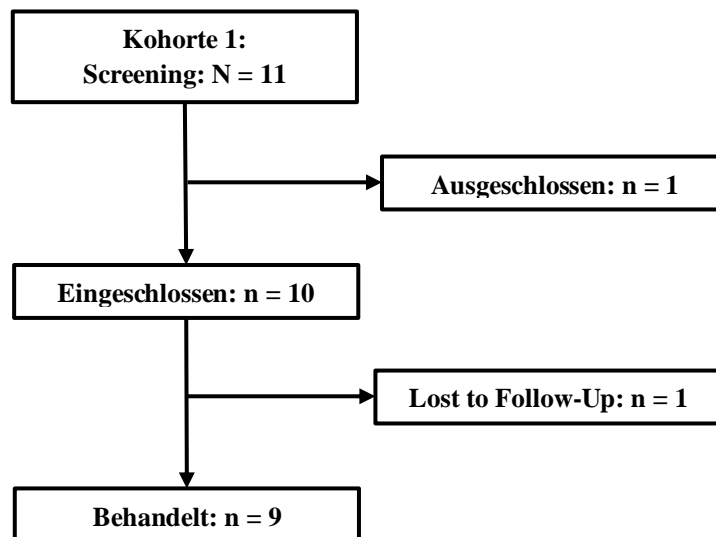 Kohorte 1:
Screening: N = 11
Ausgeschlossen: n = 1
Eingeschlossen: n = 10
Lost to Follow-Up: n = 1
Behandelt: n = 9